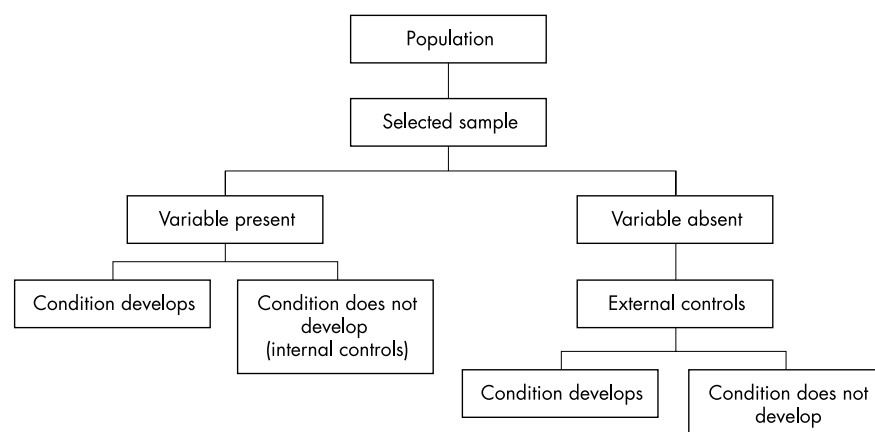 Population
Selected sample
Variable present
Variable absent
Condition develops
Condition does not
develop
(internal controls)
External controls
Condition develops
Condition does not
develop